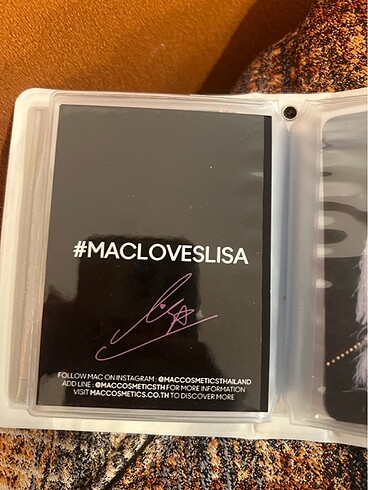 #MACLOVESLISA
Lisa
FOLLOW MAC ON INSTAGRAM : @MACCOSMETICSTHAILAND
ADD LINE : @MACCOSMETICSTH FOR MORE INFORMATION
VISIT MACCOSMETICS.CO.TH TO DISCOVER MORE